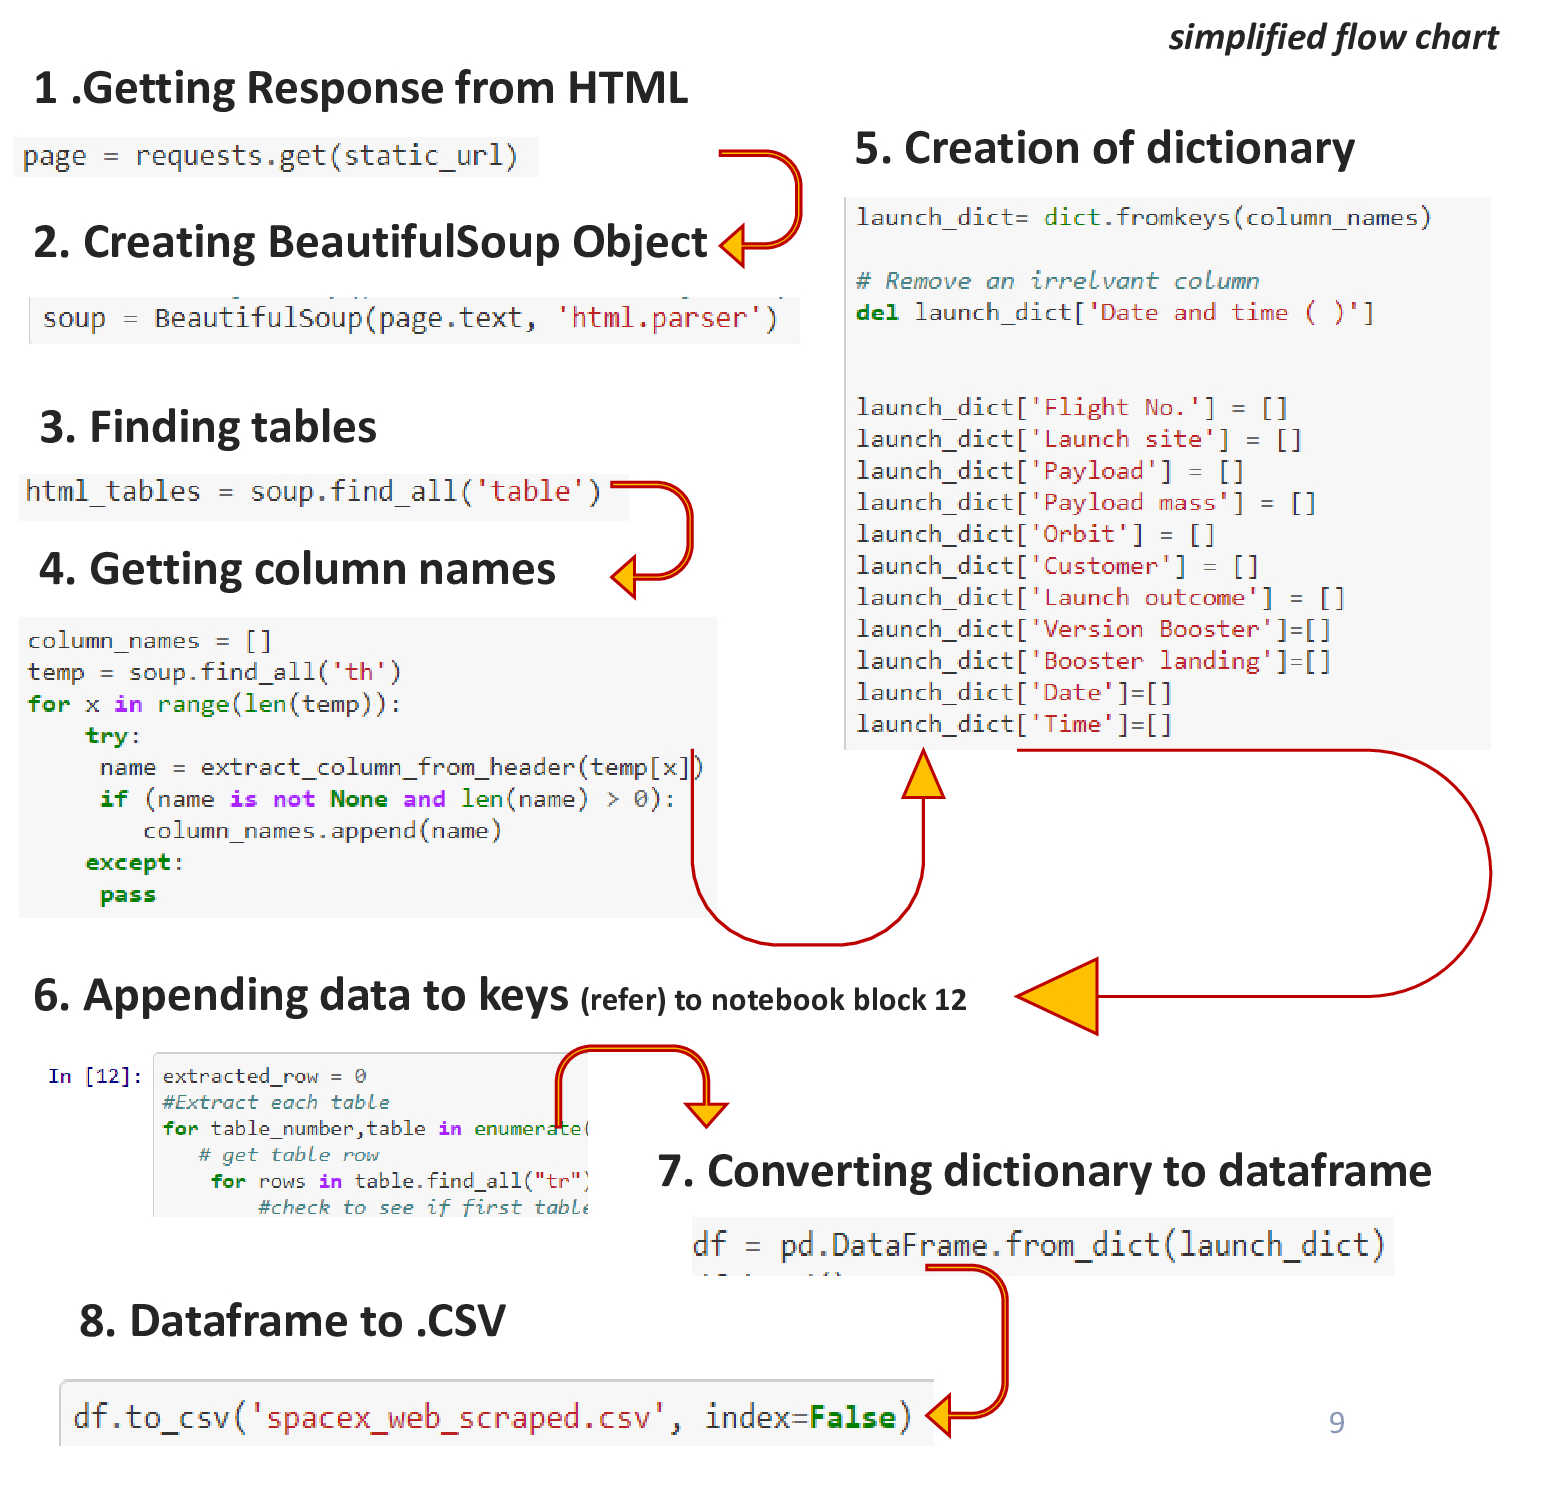 simplified flow chart
1 .Getting Response from HTML
page = requests.get(static_url)
2. Creating BeautifulSoup Object
soup = BeautifulSoup(page.text, 'html.parser')
3. Finding tables
html_tables = soup.find_all('table')
4. Getting column names
column_names = []
temp = soup.find_all('th')
for x in range(len(temp)):
    try:
     name = extract_column_from_header(temp[x])
     if (name is not None and len(name) > 0):
        column_names.append(name)
    except:
     pass
5. Creation of dictionary
launch_dict= dict.fromkeys(column_names)
# Remove an irrelvant column
del launch_dict['Date and time ( )']
launch_dict['Flight No.'] = []
launch_dict['Launch site'] = []
launch_dict['Payload'] = []
launch_dict['Payload mass'] = []
launch_dict['Orbit'] = []
launch_dict['Customer'] = []
launch_dict['Launch outcome'] = []
launch_dict['Version Booster']=[]
launch_dict['Booster landing']=[]
launch_dict['Date']=[]
launch_dict['Time']=[]
6. Appending data to keys (refer) to notebook block 12
In [12]: extracted_row = 0
#Extract each table
for table_number,table in enumerate(
   # get table row
    for rows in table.find_all("tr")
        #check to see if first table
7. Converting dictionary to dataframe
df = pd.DataFrame.from_dict(launch_dict)
8. Dataframe to .CSV
df.to_csv('spacex_web_scraped.csv', index=False)
9